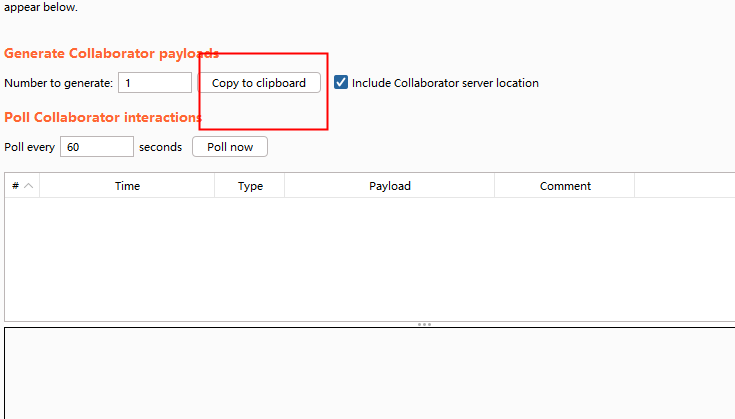 appear below.
Generate Collaborator payloads
Number to generate: 1 Copy to clipboard Include Collaborator server location
Poll Collaborator interactions
Poll every 60 seconds Poll now
# Time Type Payload Comment